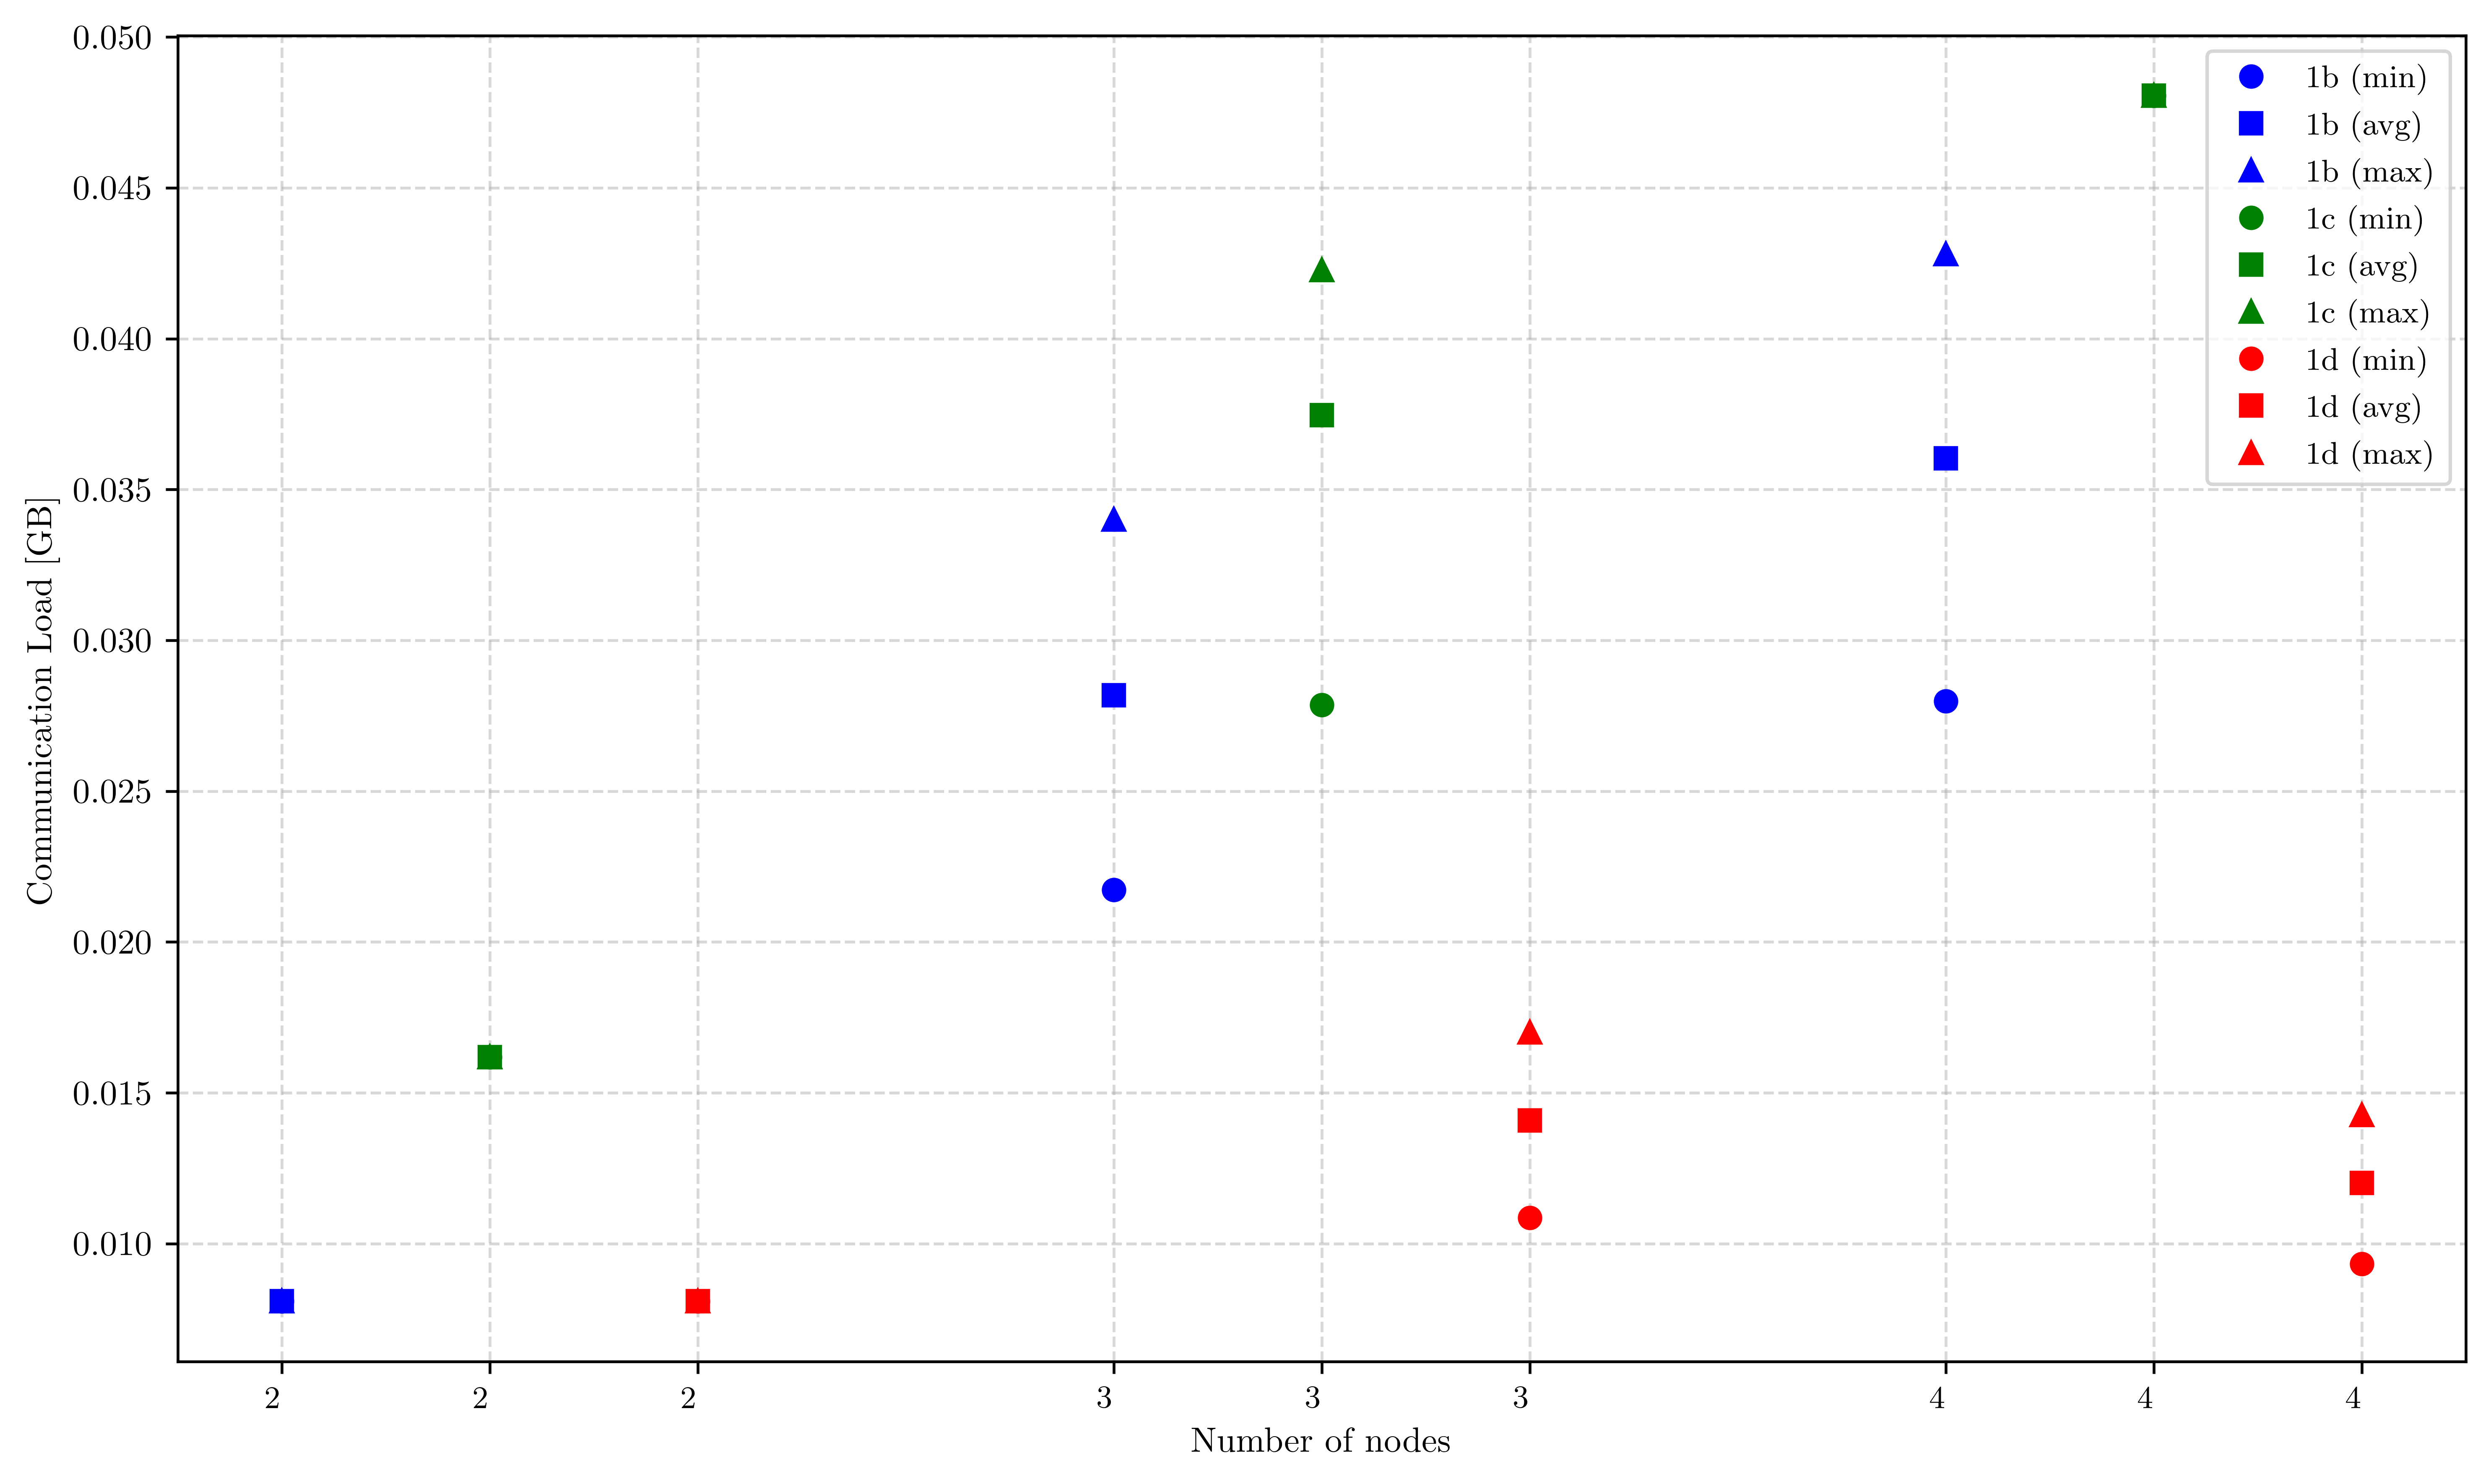 0.050
0.045
0.040
0.035
0.030
0.025
0.020
0.015
0.010
Communication Load [GB]
2 2 2 3 3 3 4 4 4
Number of nodes
1b (min)
1b (avg)
1b (max)
1c (min)
1c (avg)
1c (max)
1d (min)
1d (avg)
1d (max)